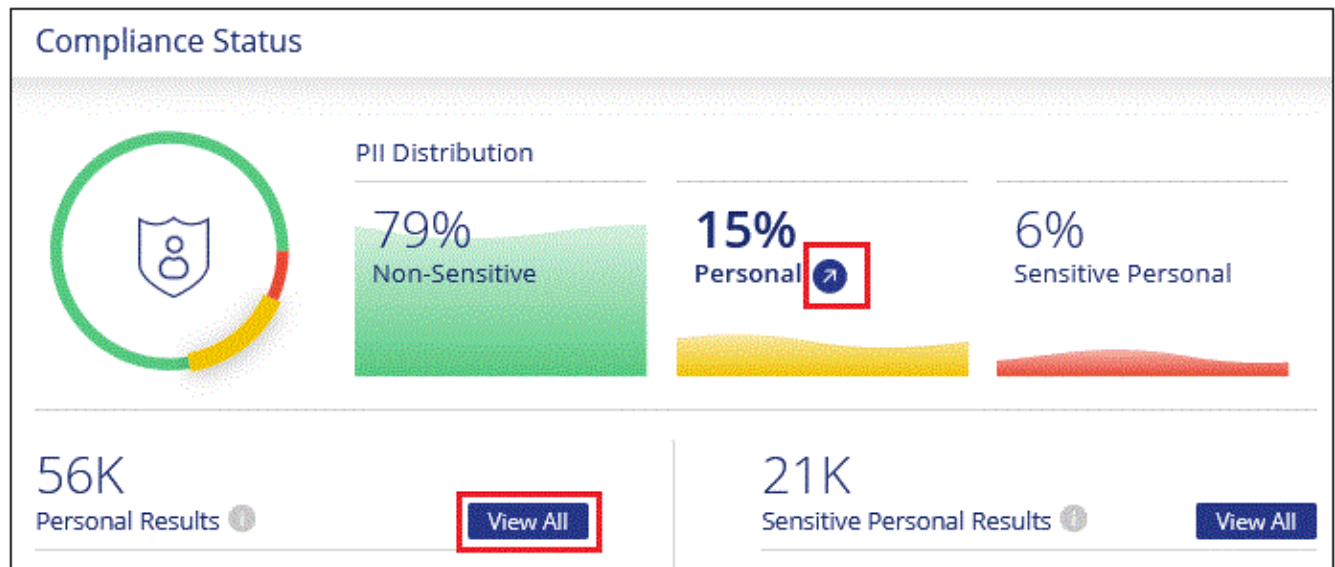 Compliance Status
PII Distribution
79%
Non-Sensitive
15%
Personal
6%
Sensitive Personal
56K
Personal Results
View All
21K
Sensitive Personal Results
View All